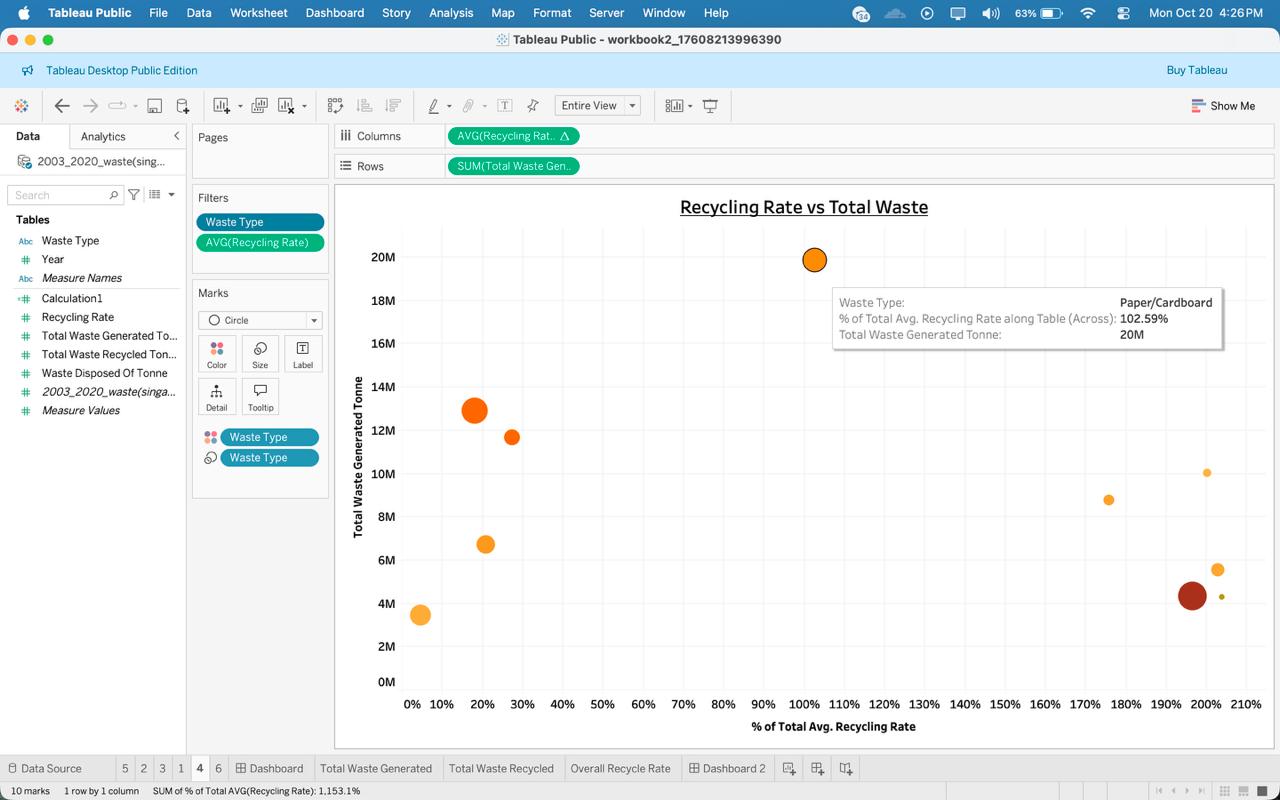 Tableau Public File Data Worksheet Dashboard Story Analysis Map Format Server Window Help 34 63% Mon Oct 20 4:26 PM
Tableau Public - workbook2_17608213996390
Tableau Desktop Public Edition Buy Tableau
Entire View Show Me
Data Analytics
2003_2020_waste(sing...
Search
Tables
Abc Waste Type
Year
Abc Measure Names
Calculation1
Recycling Rate
Total Waste Generated To...
Total Waste Recycled Ton...
Waste Disposed Of Tonne
2003_2020_waste(singa...
Measure Values
Pages
Filters
Waste Type
AVG(Recycling Rate)
Marks
Circle
Color Size Label
Detail Tooltip
Waste Type
Waste Type
Columns AVG(Recycling Rat..
Rows SUM(Total Waste Gen..
Recycling Rate vs Total Waste
20M
18M
16M
14M
12M
10M
8M
6M
4M
2M
0M
Total Waste Generated Tonne
Waste Type: Paper/Cardboard
% of Total Avg. Recycling Rate along Table (Across): 102.59%
Total Waste Generated Tonne: 20M
0% 10% 20% 30% 40% 50% 60% 70% 80% 90% 100% 110% 120% 130% 140% 150% 160% 170% 180% 190% 200% 210%
% of Total Avg. Recycling Rate
Data Source 5 2 3 1 4 6 Dashboard Total Waste Generated Total Waste Recycled Overall Recycle Rate Dashboard 2
10 marks 1 row by 1 column SUM of % of Total AVG(Recycling Rate): 1,153.1%